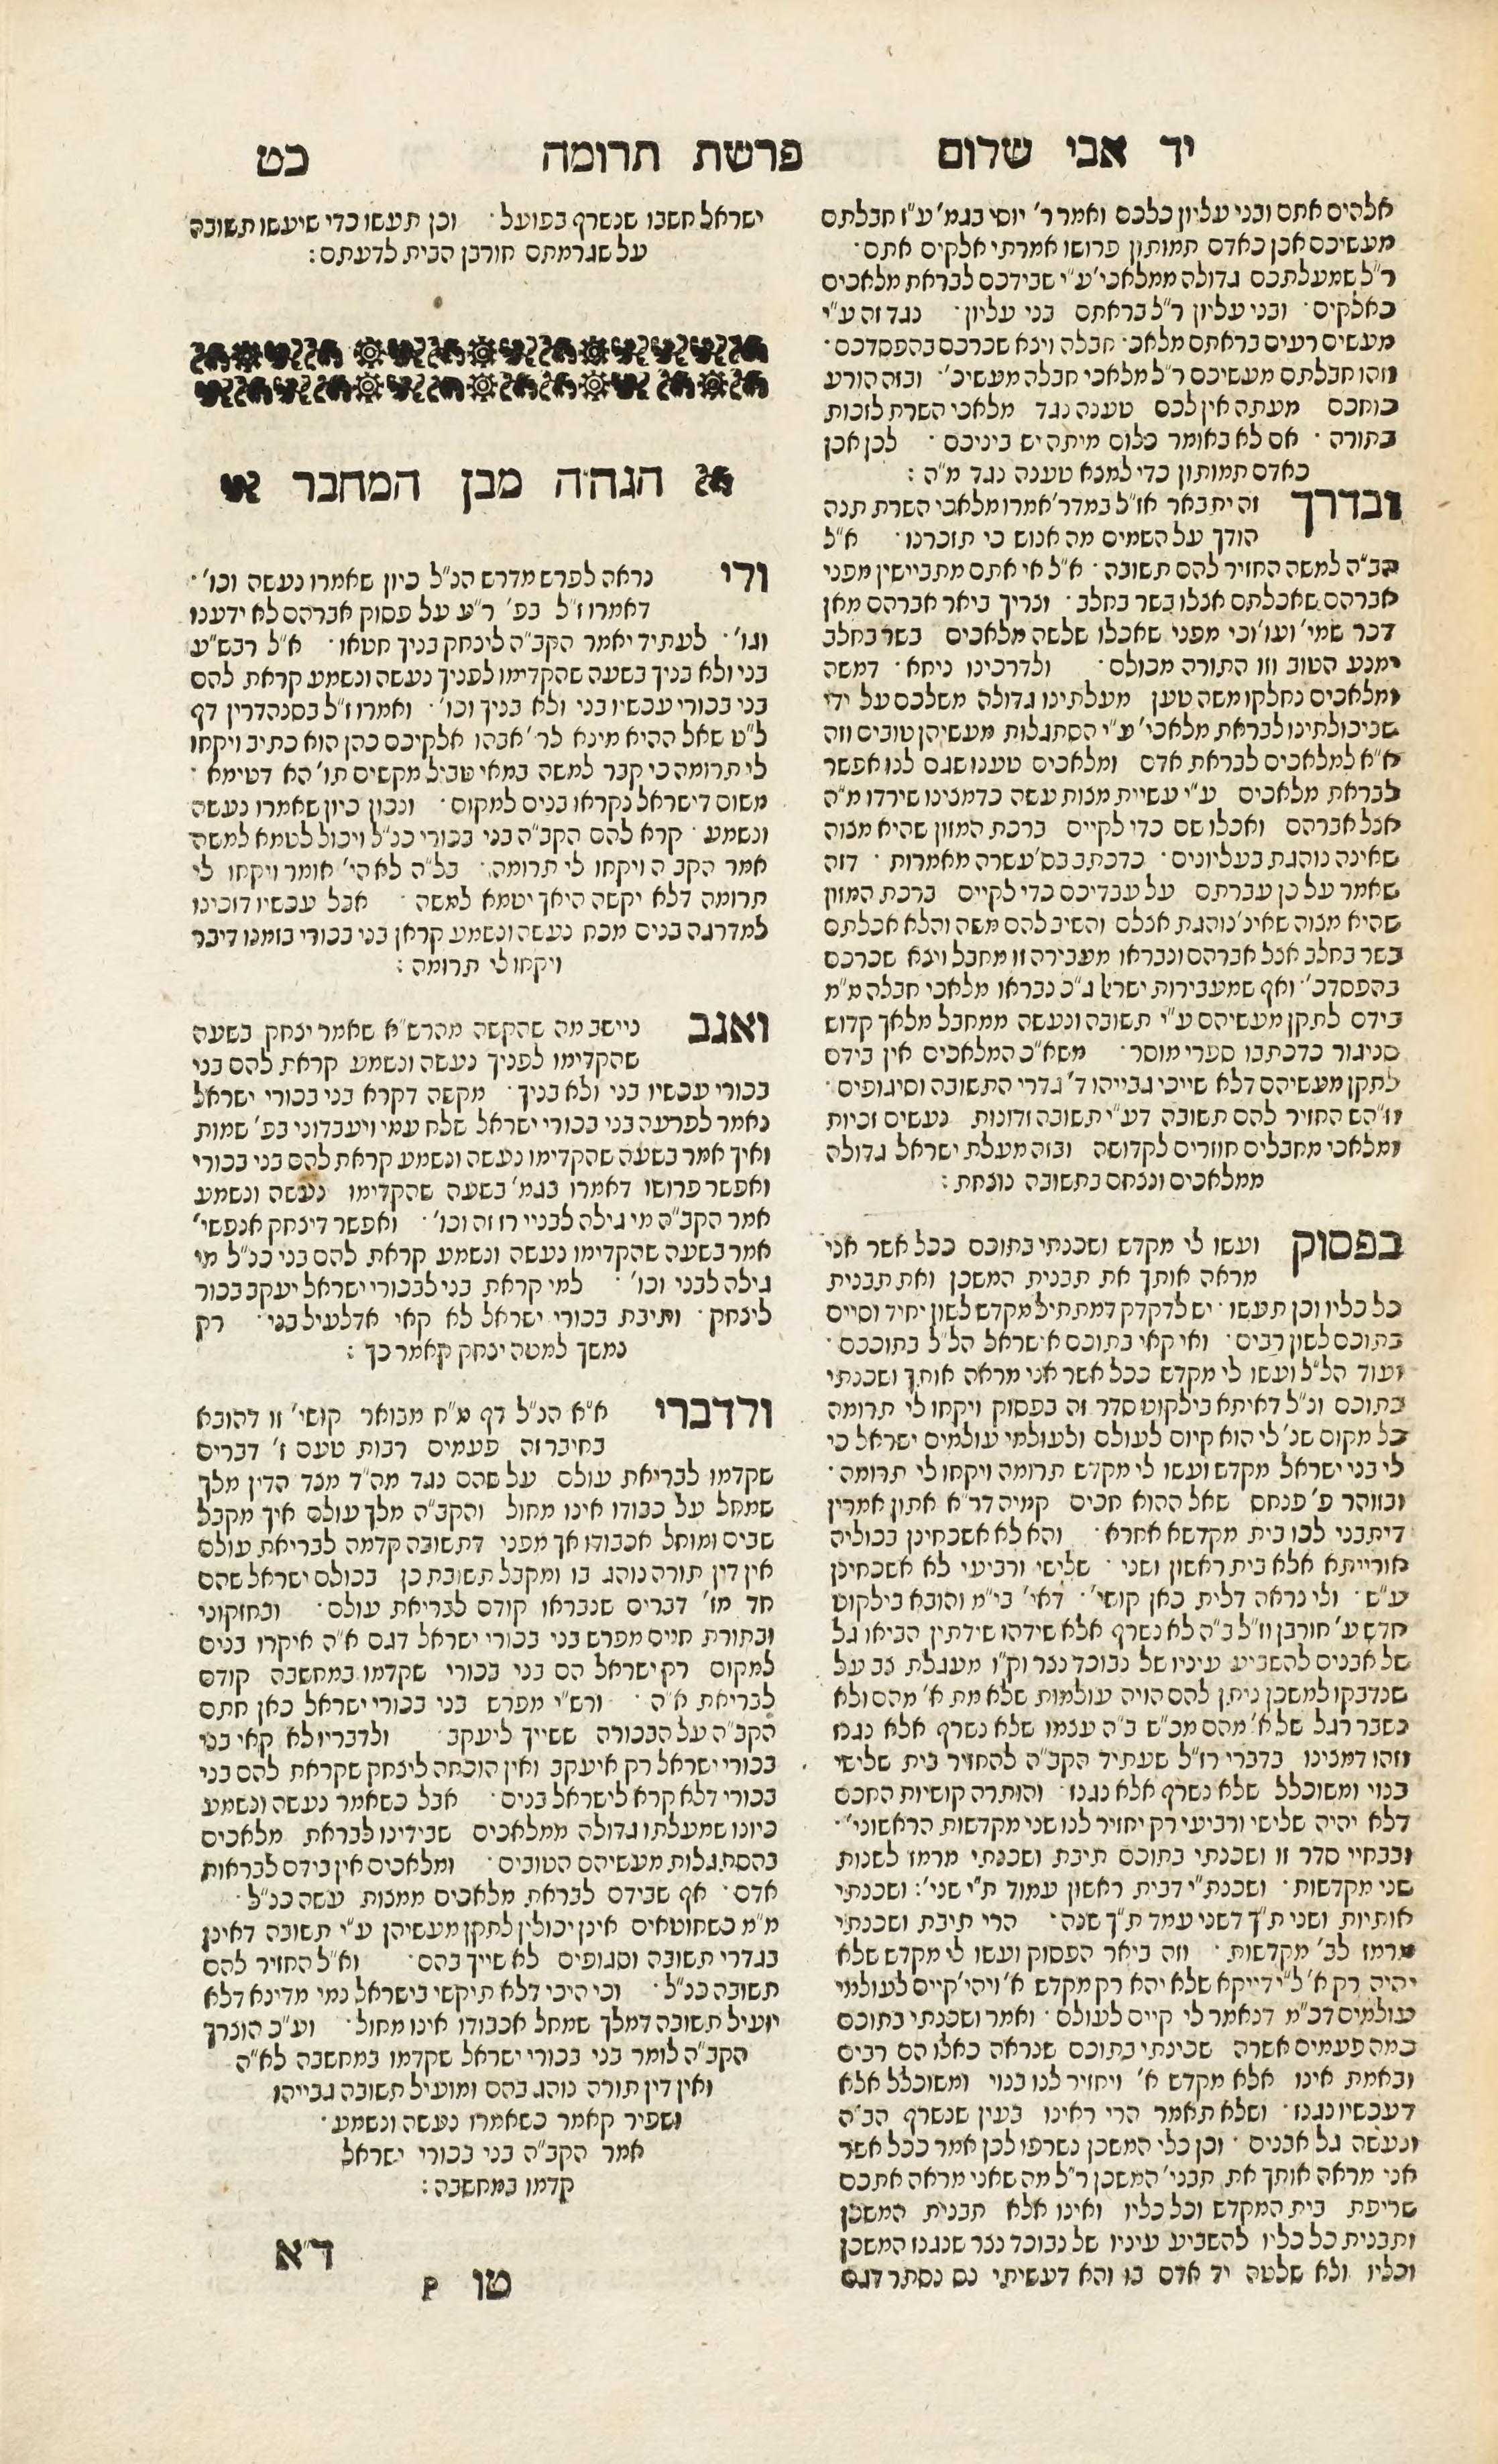 יד אבי שלום
פרשת תרומה
כט
אלהים אתם ובני עליון כלכם ואמר ר' יוסי בגמ' ע"ז חבלתם
מעשיכם אכן כאדם תמותון פרושו אמרתי אלקים אתם·
ר"ל שמעלתכם גדולה ממלאכי' ע"י שבידכם לבראת מלאכים
כאלקים· ובני עליון ר"ל בראתם בני עליון· נגד זה ע"י
מעשים רעים בראתם מלאכ· חבלה ויצא שכרכם בהפסדכם·
וזהו חבלתם מעשיכם ר"ל מלאכי חבלה מעשיכ'· ובזה הורע
כוחכם מעתה אין לכם טענה נגד מלאכי השרת לזכות
בתורה· אם לא באומר כלום מיתה יש ביניכם· לכן אכן
כאדם תמותון כדי למצא טענה נגד מ"ה:
ובדרך זה יתבאר אז"ל במדר' אמרו מלאכי השרת תנה
הודך על השמים מה אנוש כי תזכרנו· א"ל
הב"ה למשה החזיר להם תשובה· א"ל אי אתם מתביישין מפני
אברהם שאכלתם אצלו בשר בחלב· וצריך ביאר אברהם מאן
דכר שמי' ועו' וכי מפני שאכלו שלשה מלאכים בשר בחלב
ימנע הטוב וזו התורה מכולם· ולדרכינו ניחא· דמשה
ומלאכים נחלקו משה טען מעלתינו גדולה משלכם על ידי
שביכולתינו לבראת מלאכי' ע"י הסתגלות מעשיהן טובים וזה
א"א למלאכים לבראת אדם ומלאכים טענו שגם לנו אפשר
לבראת מלאכים ע"י עשיית מצות עשה כדמצינו שירדו מ"ה
אצל אברהם ואכלו שם כדי לקיים ברכת המזון שהיא מצוה
שאינה נוהגת בעליונים· כדכתב בס' עשרה מאמרות· דזה
שאמר על כן עברתם על עבדיכם כדי לקיים ברכת המזון
שהיא מצוה שאינ' נוהגת אצלם והשיב להם משה והלא אכלתם
בשר בחלב אצל אברהם ונבראו מעבירה זו מחבל ויצא שכרכם
בהפסדכ'· ואף שמעבירות ישרא' ג"כ נבראו מלאכי חבלה מ"מ
בידם לתקן מעשיהם ע"י תשובה ונעשה ממחבל מלאך קדוש
סניגור כדכתבו ספרי מוסר· משא"כ המלאכים אין בידם
לתקן מעשיהם דלא שייכי גבייהו ד' גדרי התשובה וסיגופים·
וז"הש החזיר להם תשובה דע"י תשובה זדונות נעשים זכיות
ומלאכי מחבלים חוזרים לקדושה ובזה מעלת ישראל גדולה
ממלאכים ונצחם בתשובה נוצחת:
בפסוק ועשו לי מקדש ושכנתי בתוכם ככל אשר אני
מראה אותך את תבנית המשכן ואת תבנית
כל כליו וכן תעשו· יש לדקדק דמתחיל מקדש לשון יחיד וסיים
בתוכם לשון רבים· ואי קאי בתוכם אישראל הל"ל בתוככם·
ועוד הל"ל ועשו לי מקדש ככל אשר אני מראה אותך ושכנתי
בתוכם ונ"ל דאיתא בילקוט סדר זה בפסוק ויקחו לי תרומה
כל מקום שנ' לי הוא קיום לעולם ולעולמי עולמים ישראל כי
לי בני ישראל מקדש ועשו לי מקדש תרומה ויקחו לי תרומה·
ובזוהר פ' פנחס שאל ההוא חכים קמיה דר"א אתון אמרין
דיתבני לכו בית מקדשא אחרא· והא לא אשכחינן בכוליה
אורייתא אלא בית ראשון ושני· שלישי ורביעי לא אשכחינן
ע"ש· ולי נראה דלית כאן קושי'· דאי' בי"מ והובא בילקוט
חדש ע' חורבן וז"ל ב"ה לא נשרף אלא שידהו שידתין הביאו גל
של אבנים להשביע עיניו של נבוכד נצר וק"ו מעגלת צב על
שנדבקו למשכן ניתן להם הויה עולמות שלא מת א' מהם ולא
נשבר רגל של א' מהם מכ"ש ב"ה עצמו שלא נשרף אלא נגנז
וזהו דמצינו בדברי רז"ל שעתיד הקב"ה להחזיר בית שלישי
בנוי ומשוכלל שלא נשרף אלא נגנז· והותרה קושיות החכם
דלא יהיה שלישי ורביעי רק יחזיר לנו שני מקדשות הראשוני'·
ובבחיי סדר זו ושכנתי בתוכם תיבת ושכנתי מרמז לשנות
שני מקדשות· ושכנת"י דבית ראשון עמוד ת"י שני': ושכנתי
אותיות ושני ת"ך דשני עמד ת"ך שנה· הרי תיבת ושכנתי
מרמז לב' מקדשות· וזה ביאר הפסוק ועשו לי מקדש שלא
יהיה רק א' ל"י דייקא שלא יהא רק מקדש א' ויהי' קיים לעולמי
עולמים דכ"מ דנאמר לי קיים לעולם· ואמר ושכנתי בתוכם
כמה פעמים אשרה שכינתי בתוכם שנראה כאלו הם רבים
ובאמת אינו אלא מקדש א' ויחזיר לנו בנוי ומשוכלל אלא
דעכשיו נגנז· ושלא תאמר הרי ראינו בעין שנשרף הב"ה
ונעשה גל אבנים· וכן כלי המשכן נשרפו לכן אמר ככל אשר
אני מראה אותך את תבני' המשכן ר"ל מה שאני מראה אתכם
שריפת בית המקדש וכל כליו ואינו אלא תבנית המשכן
ותבנית כל כליו להשביע עיניו של נבוכד נצר שנגנז המשכן
וכליו ולא שלטה יד אדם בו והא דעשיתי נס נסתר דגם
ישראל חשבו שנשרף בפועל· וכן תעשו כדי שיעשו תשובה
על שגרמתם חורבן הבית לדעתם:
הגה״ה מבן המחבר
ולי נראה לפרש מדרש הנ"ל כיון שאמרו נעשה וכו'·
דאמרו ז"ל בפ' ר"ע על פסוק אברהם לא ידענו
וגו'· לעתיד יאמר הקב"ה ליצחק בניך חטאו· א"ל רבש"ע
בני ולא בניך בשעה שהקדימו לפניך נעשה ונשמע קראת להם
בני בכורי עכשיו בני ולא בניך וכו'· ואמרו ז"ל בסנהדרין דף
ל"ט שאל ההיא מינא לר' אבהו אלקיכם כהן הוא כתיב ויקחו
לי תרומה כי קבר למשה במאי טביל מקשים תו' הא דטימא·
משום דישראל נקראו בנים למקום· ונכון כיון שאמרו נעשה
ונשמע· קרא להם הקב"ה בני בכורי כנ"ל ויכול לטמא למשה
אמר הקב"ה ויקחו לי תרומה· בל"ה לא הי' אומר ויקחו לי
תרומה דלא יקשה היאך יטמא למשה· אבל עכשיו דזכינו
למדרגה בנים מכח נעשה ונשמע קראן בני בכורי בזמנו דיבר
ויקחו לי תרומה:
ואגב ניישב מה שהקשה מהרש"א שאמר יצחק בשעה
שהקדימו לפניך נעשה ונשמע קראת להם בני
בכורי עכשיו בני ולא בניך· מקשה דקרא בני בכורי ישראל
נאמר לפרעה בני בכורי ישראל שלח עמי ויעבדוני בפ' שמות
ואיך אמר בשעה שהקדימו נעשה ונשמע קראת להם בני בכורי
ואפשר פרושו דאמרו בגמ' בשעה שהקדימו נעשה ונשמע
אמר הקב"ה מי גילה לבניי רז זה וכו'· ואפשר דיצחק אנפשי'
אמר בשעה שהקדימו נעשה ונשמע קראת להם בני כנ"ל מי
גילה לבני וכו'· למי קראת בני לבכורי ישראל יעקב בכור
ליצחק· ותיבת בכורי ישראל לא קאי אדלעיל בני· רק
נמשך למטה יצחק קאמר כך:
ולדברי א"א הנ"ל דף מ"ח מבואר קושי' זו דהובא
בחיבר זה פעמים רבות טעם ז' דברים
שקדמו לבריאת עולם על שהם נגד מה"ד מצד הדין מלך
שמחל על כבודו אינו מחול והקב"ה מלך עולם איך מקבל
שבים ומוחל אכבודו אך מפני דתשובה קדמה לבריאת עולם
אין דין תורה נוהג בו ומקבל תשובת כן בכולם ישראל שהם
חד מז' דברים שנבראו קודם לבריאת עולם· ובחזקוני
ובתורת חיים מפרש בני בכורי ישראל דגם א"ה איקרו בנים
למקום רק ישראל הם בני בכורי שקדמו במחשבה קודם
לבריאת א"ה· ורש"י מפרש בני בכורי ישראל כאן חתם
הקב"ה על הבכורה ששייך ליעקב· ולדבריו לא קאי בני
בכורי ישראל רק איעקב ואין הוכחה ליצחק שקראת להם בני
בכורי דלא קרא לישראל בנים· אבל כשאמר נעשה ונשמע
כיונו שמעלתו גדולה ממלאכים שבידינו לבראת מלאכים
בהסתגלות מעשיהם הטובים· ומלאכים אין בידם לבראות
אדם· אף שבידם לבראת מלאכים ממצות עשה כנ"ל·
מ"מ כשחוטאים אינן יכולין לתקן מעשיהן ע"י תשובה דאינן
בגדרי תשובה וסגופים לא שייך בהם· וא"ל החזיר להם
תשובה כנ"ל· וכי היכי דלא תיקשי בישראל נמי מדינא דלא
יועיל תשובה דמלך שמחל אכבודו אינו מחול· וע"כ הוצרך
הקב"ה לומר בני בכורי ישראל שקדמו במחשבה לא"ה
ואין דין תורה נוהג בהם ומועיל תשובה גבייהו
ושפיר קאמר כשאמרו נעשה ונשמע·
אמר הקב"ה בני בכורי ישראל
קדמו במחשבה:
ד״א
טו P